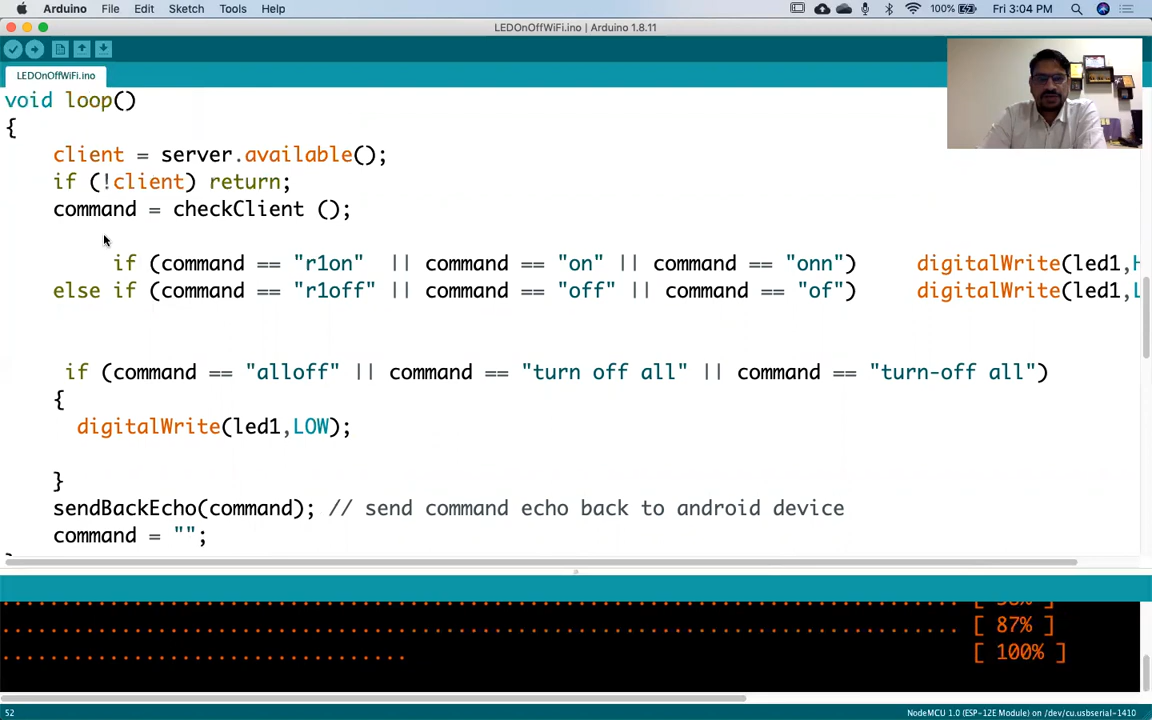 Arduino File Edit Sketch Tools Help 100% Fri 3:04 PM
LEDOnOffWiFi.ino | Arduino 1.8.11
LEDOnOffWiFi.ino
void loop()
{
client = server.available();
if (!client) return;
command = checkClient ();
if (command == "r1on" || command == "on" || command == "onn") digitalWrite(led1,H
else if (command == "r1off" || command == "off" || command == "of") digitalWrite(led1,L
if (command == "alloff" || command == "turn off all" || command == "turn-off all")
{
digitalWrite(led1,LOW);
}
sendBackEcho(command); // send command echo back to android device
command = "";
.................................................................................. [ 87% ]
.................................. [ 100% ]
52 NodeMCU 1.0 (ESP-12E Module) on /dev/cu.usbserial-1410